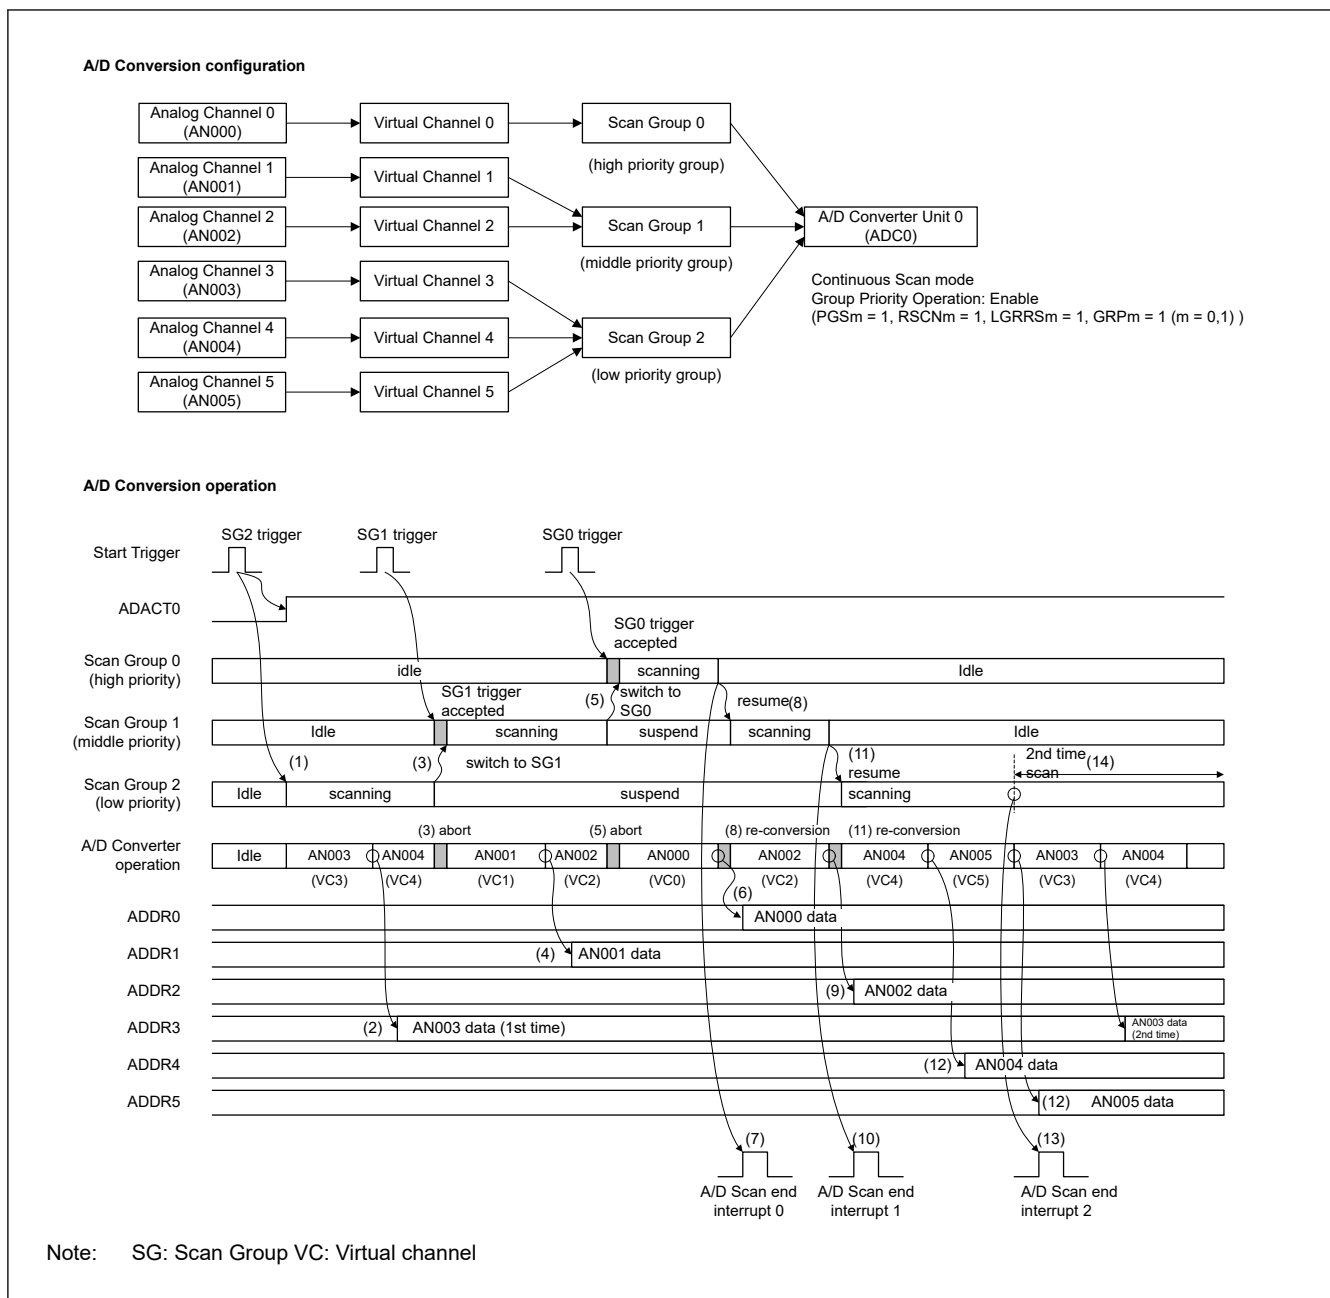 A/D Conversion configuration
Analog Channel 0
(AN000)
Virtual Channel 0
Scan Group 0
(high priority group)
Analog Channel 1
(AN001)
Virtual Channel 1
Analog Channel 2
(AN002)
Virtual Channel 2
Scan Group 1
(middle priority group)
A/D Converter Unit 0
(ADC0)
Analog Channel 3
(AN003)
Virtual Channel 3
Continuous Scan mode
Group Priority Operation: Enable
(PGSm = 1, RSCNm = 1, LGRRSm = 1, GRPm = 1 (m = 0,1) )
Analog Channel 4
(AN004)
Virtual Channel 4
Scan Group 2
(low priority group)
Analog Channel 5
(AN005)
Virtual Channel 5
A/D Conversion operation
SG2 trigger
SG1 trigger
SG0 trigger
Start Trigger
ADACT0
SG0 trigger
accepted
Scan Group 0
(high priority)
idle
scanning
Idle
SG1 trigger
accepted
(5)
switch to
SG0
resume(8)
Scan Group 1
(middle priority)
Idle
scanning
suspend
scanning
Idle
(1)
(3)
switch to SG1
(11)
resume
2nd time
scan
(14)
Scan Group 2
(low priority)
Idle
scanning
suspend
scanning
(3) abort
(5) abort
(8) re-conversion
(11) re-conversion
A/D Converter
operation
Idle
AN003
AN004
AN001
AN002
AN000
AN002
AN004
AN005
AN003
AN004
(VC3)
(VC4)
(VC1)
(VC2)
(VC0)
(VC2)
(VC4)
(VC5)
(VC3)
(VC4)
(6)
ADDR0
AN000 data
ADDR1
(4)
AN001 data
ADDR2
(9)
AN002 data
ADDR3
(2)
AN003 data (1st time)
AN003 data
(2nd time)
ADDR4
(12)
AN004 data
ADDR5
(12)
AN005 data
(7)
(10)
(13)
A/D Scan end
interrupt 0
A/D Scan end
interrupt 1
A/D Scan end
interrupt 2
Note: SG: Scan Group VC: Virtual channel